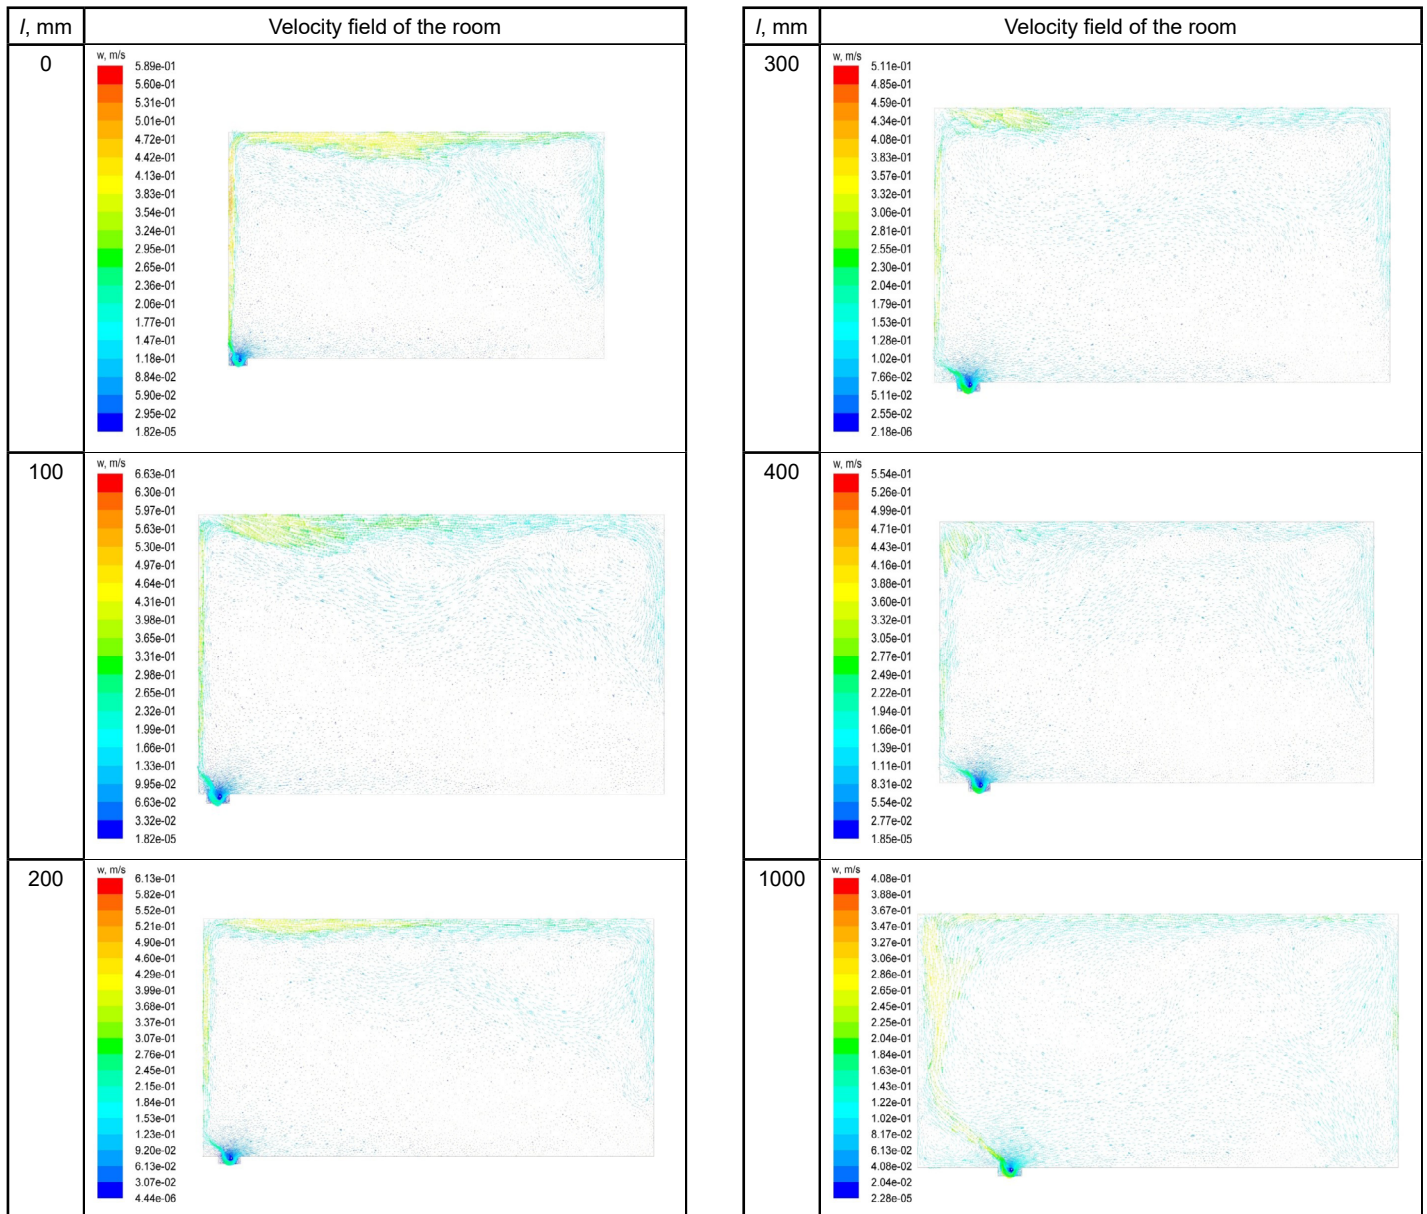 l, mm Velocity field of the room
0
w, m/s
5.89e-01
5.60e-01
5.31e-01
5.01e-01
4.72e-01
4.42e-01
4.13e-01
3.83e-01
3.54e-01
3.24e-01
2.95e-01
2.65e-01
2.36e-01
2.06e-01
1.77e-01
1.47e-01
1.18e-01
8.84e-02
5.90e-02
2.95e-02
1.82e-05
100
w, m/s
6.63e-01
6.30e-01
5.97e-01
5.63e-01
5.30e-01
4.97e-01
4.64e-01
4.31e-01
3.98e-01
3.65e-01
3.31e-01
2.98e-01
2.65e-01
2.32e-01
1.99e-01
1.66e-01
1.33e-01
9.95e-02
6.63e-02
3.32e-02
1.82e-05
200
w, m/s
6.13e-01
5.82e-01
5.52e-01
5.21e-01
4.90e-01
4.60e-01
4.29e-01
3.99e-01
3.68e-01
3.37e-01
3.07e-01
2.76e-01
2.45e-01
2.15e-01
1.84e-01
1.53e-01
1.23e-01
9.20e-02
6.13e-02
3.07e-02
4.44e-06
l, mm Velocity field of the room
300
w, m/s
5.11e-01
4.85e-01
4.59e-01
4.34e-01
4.08e-01
3.83e-01
3.57e-01
3.32e-01
3.06e-01
2.81e-01
2.55e-01
2.30e-01
2.04e-01
1.79e-01
1.53e-01
1.28e-01
1.02e-01
7.66e-02
5.11e-02
2.55e-02
2.18e-06
400
w, m/s
5.54e-01
5.26e-01
4.99e-01
4.71e-01
4.43e-01
4.16e-01
3.88e-01
3.60e-01
3.32e-01
3.05e-01
2.77e-01
2.49e-01
2.22e-01
1.94e-01
1.66e-01
1.39e-01
1.11e-01
8.31e-02
5.54e-02
2.77e-02
1.85e-05
1000
w, m/s
4.08e-01
3.88e-01
3.67e-01
3.47e-01
3.27e-01
3.06e-01
2.86e-01
2.65e-01
2.45e-01
2.25e-01
2.04e-01
1.84e-01
1.63e-01
1.43e-01
1.22e-01
1.02e-01
8.17e-02
6.13e-02
4.08e-02
2.04e-02
2.28e-05